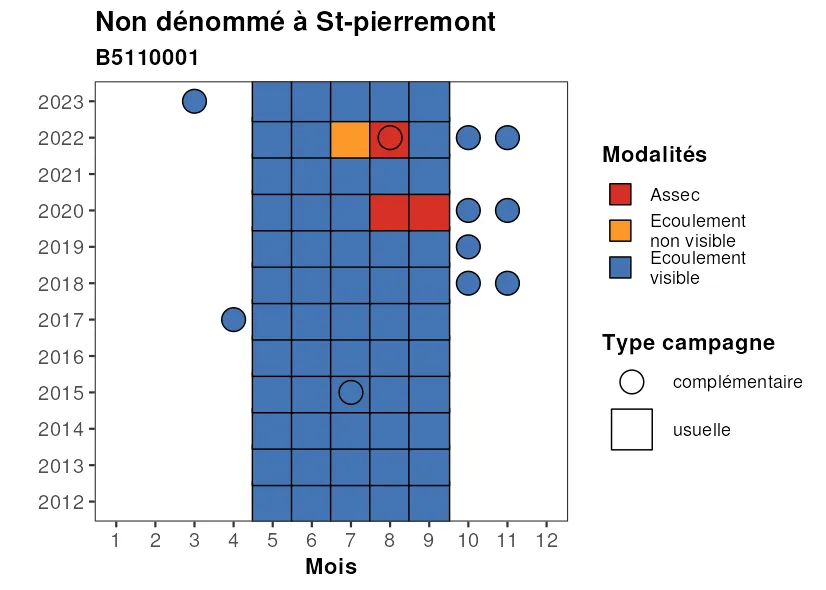 Non dénommé à St-pierremont
B5110001
2023
2022
2021
2020
2019
2018
2017
2016
2015
2014
2013
2012
1 2 3 4 5 6 7 8 9 10 11 12
Mois
Modalités
Assec
Ecoulement
non visible
Ecoulement
visible
Type campagne
complémentaire
usuelle